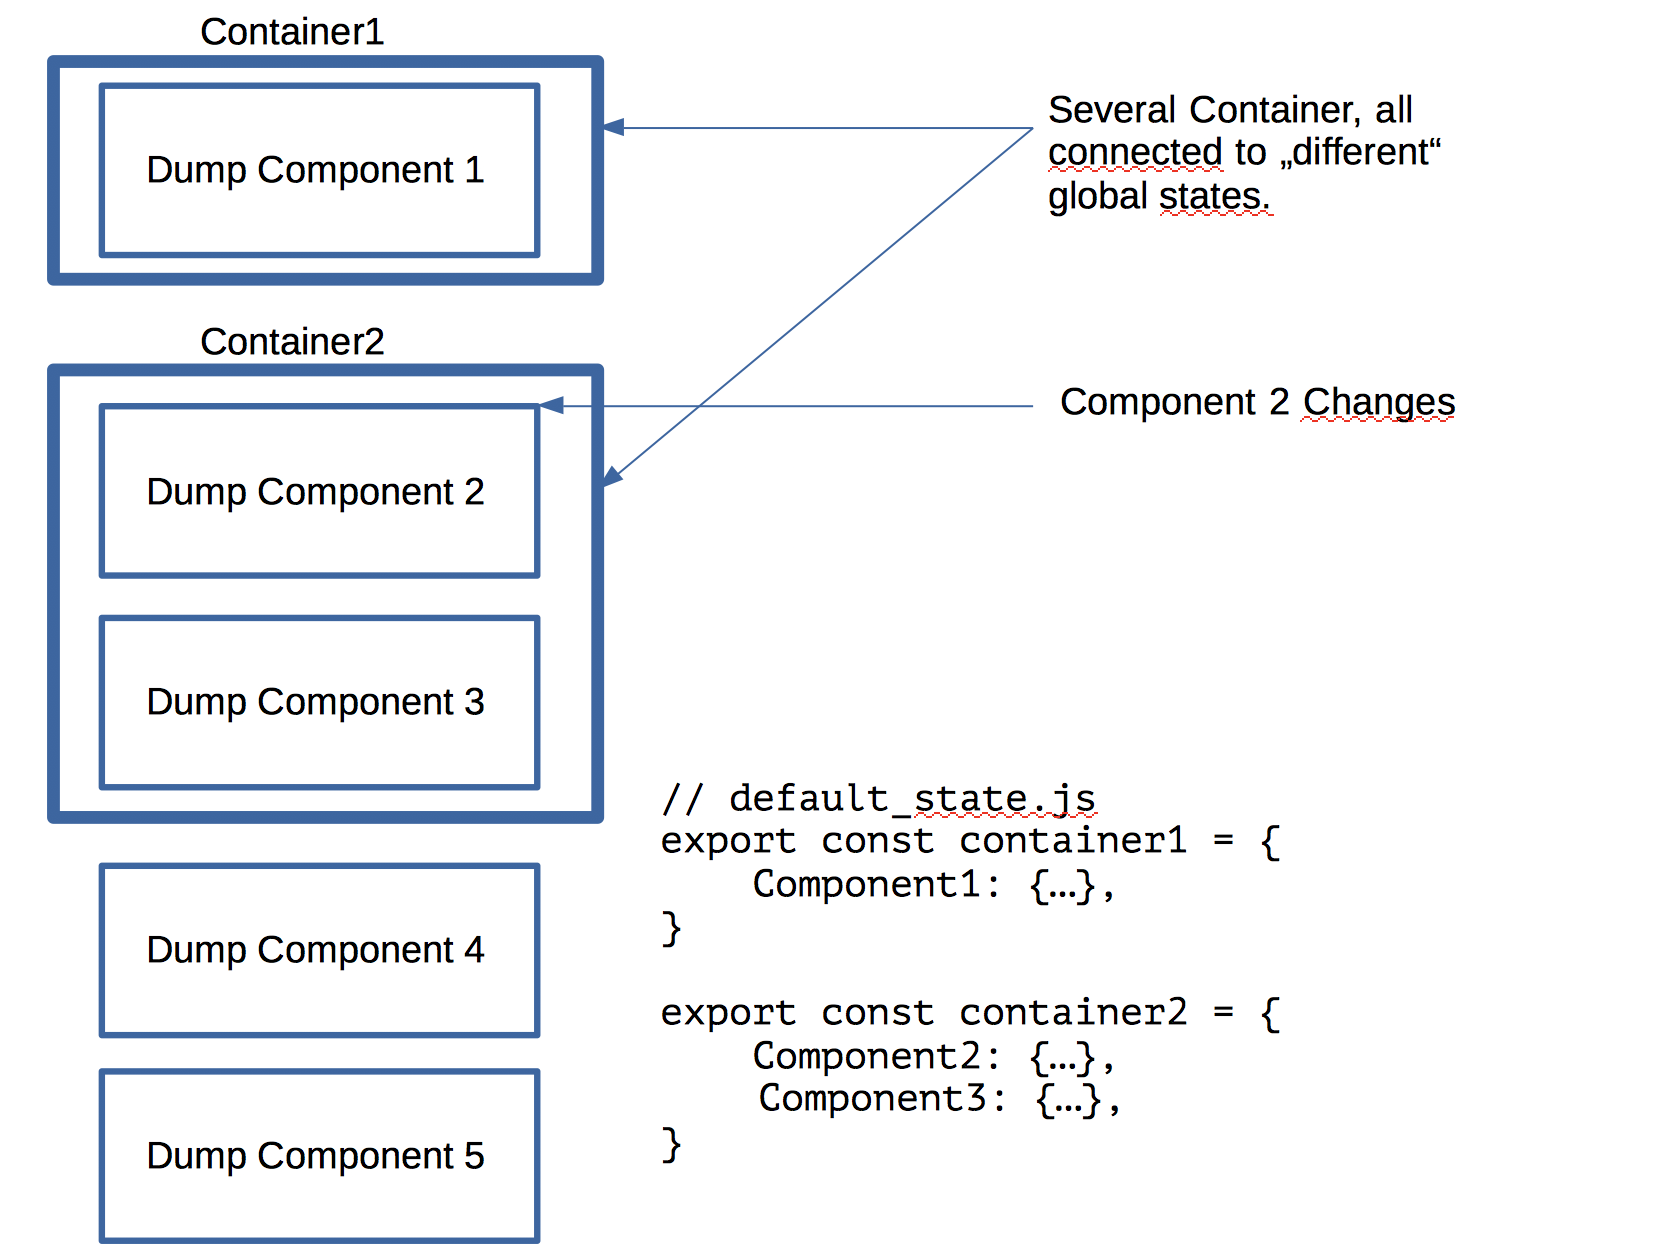 Container1
Dump Component 1
Several Container, all
connected to „different“
global states.
Container2
Dump Component 2
Component 2 Changes
Dump Component 3
Dump Component 4
Dump Component 5
// default_state.js
export const container1 = {
    Component1: {…},
}

export const container2 = {
    Component2: {…},
    Component3: {…},
}